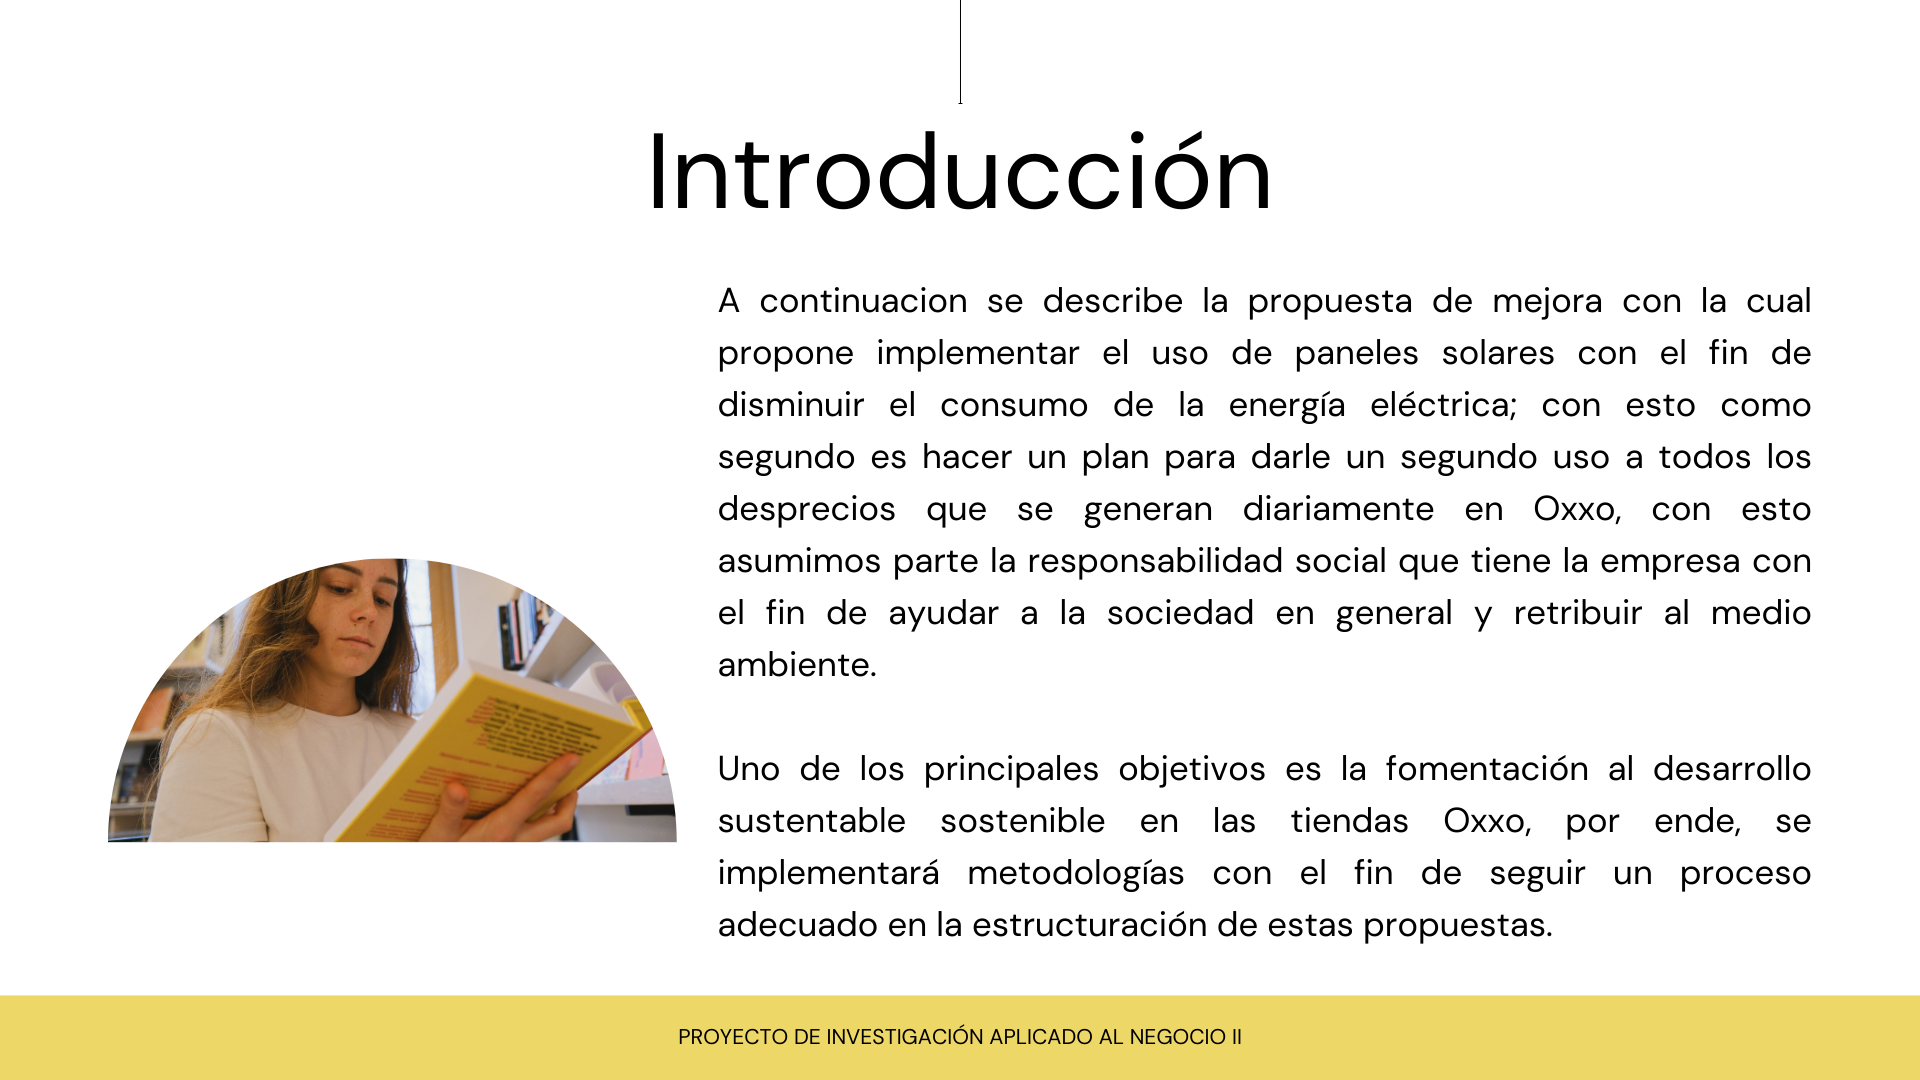 Introducción
A continuacion se describe la propuesta de mejora con la cual
propone implementar el uso de paneles solares con el fin de
disminuir el consumo de la energía eléctrica; con esto como
segundo es hacer un plan para darle un segundo uso a todos los
desprecios que se generan diariamente en Oxxo, con esto
asumimos parte la responsabilidad social que tiene la empresa con
el fin de ayudar a la sociedad en general y retribuir al medio
ambiente.
Uno de los principales objetivos es la fomentación al desarrollo
sustentable sostenible en las tiendas Oxxo, por ende, se
implementará metodologías con el fin de seguir un proceso
adecuado en la estructuración de estas propuestas.
PROYECTO DE INVESTIGACIÓN APLICADO AL NEGOCIO II